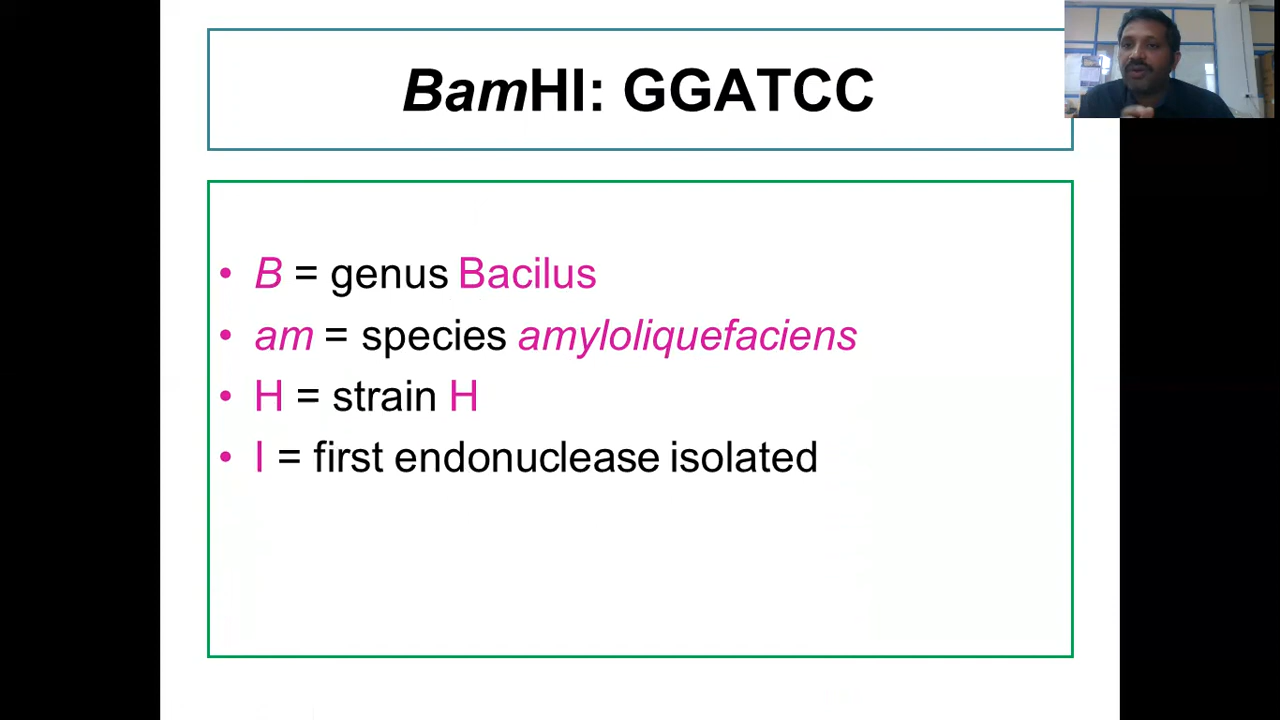 BamHI: GGATCC
• B = genus Bacilus
• am = species amyloliquefaciens
• H = strain H
• I = first endonuclease isolated